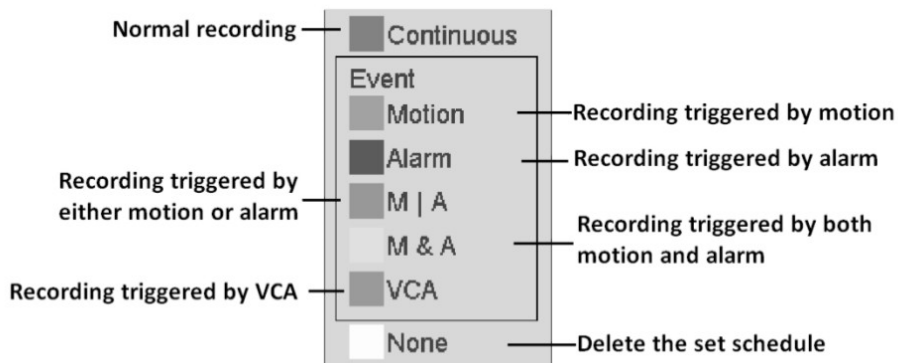 Normal recording
Continuous
Event
Motion
Recording triggered by motion
Alarm
Recording triggered by alarm
Recording triggered by
either motion or alarm
M | A
M & A
Recording triggered by both
motion and alarm
Recording triggered by VCA
VCA
None
Delete the set schedule